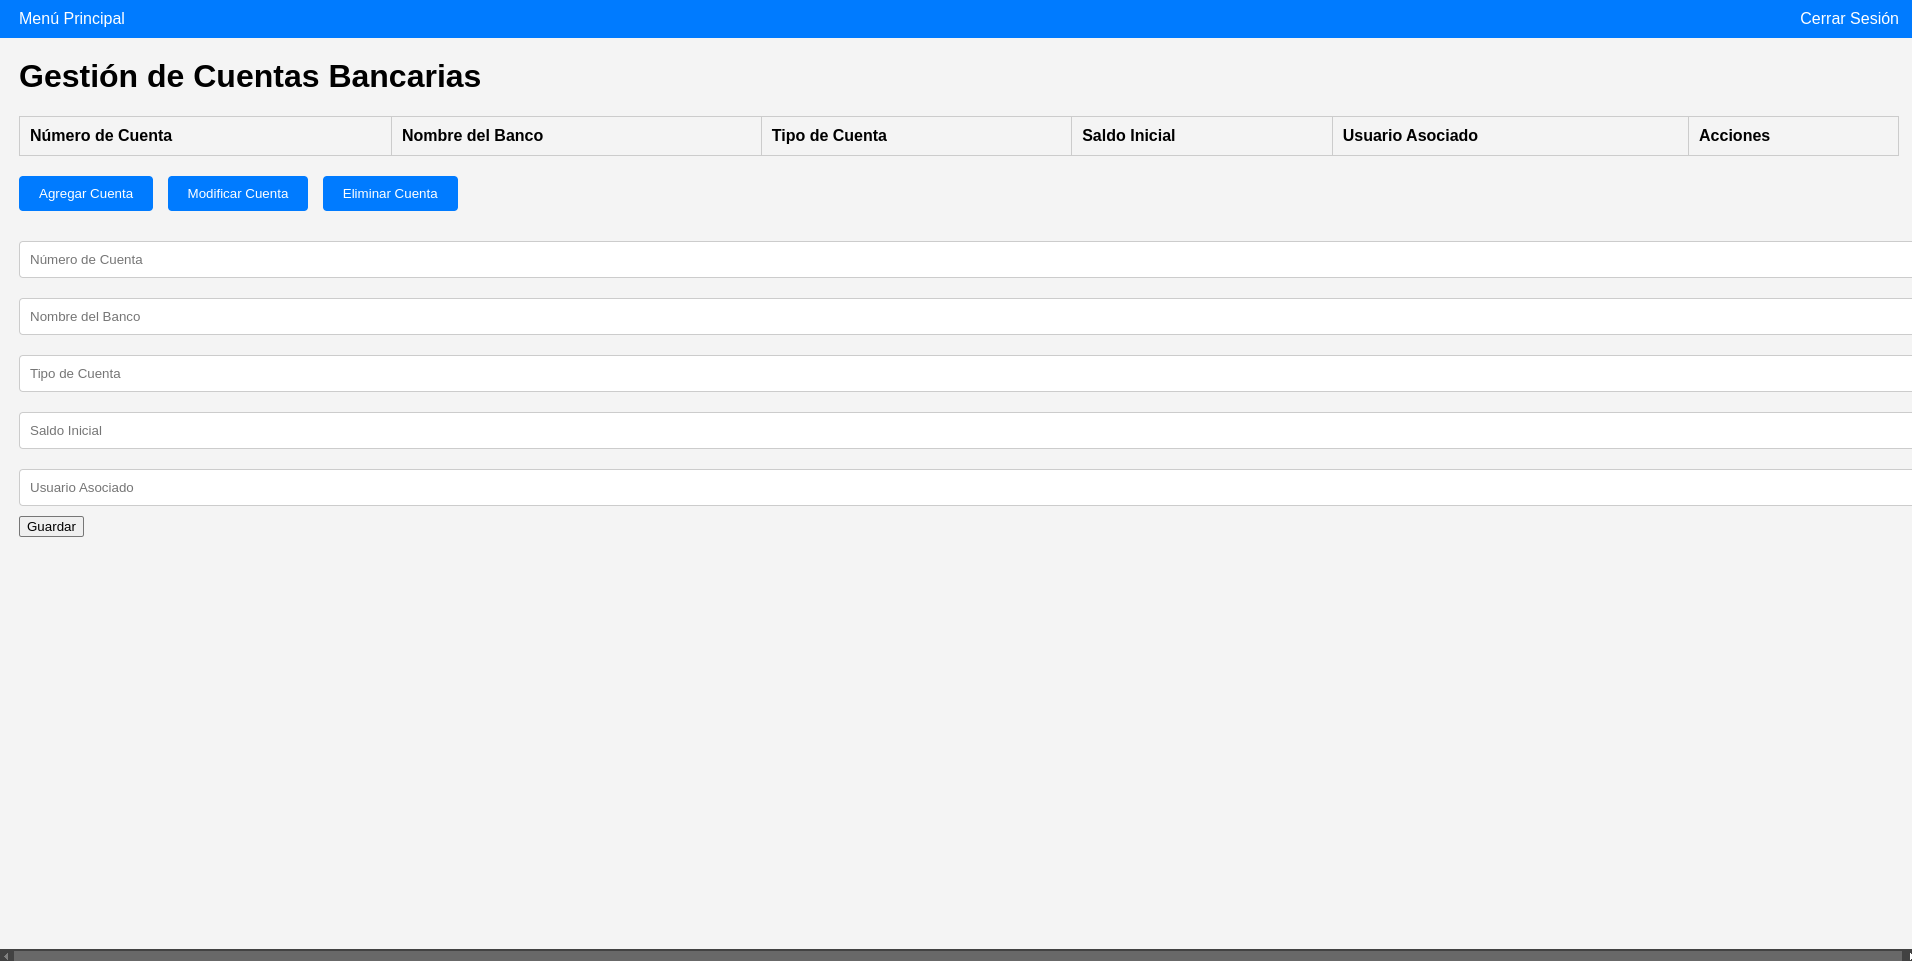 Menú Principal Cerrar Sesión
Gestión de Cuentas Bancarias
Número de Cuenta Nombre del Banco Tipo de Cuenta Saldo Inicial Usuario Asociado Acciones
Agregar Cuenta Modificar Cuenta Eliminar Cuenta
Número de Cuenta
Nombre del Banco
Tipo de Cuenta
Saldo Inicial
Usuario Asociado
Guardar